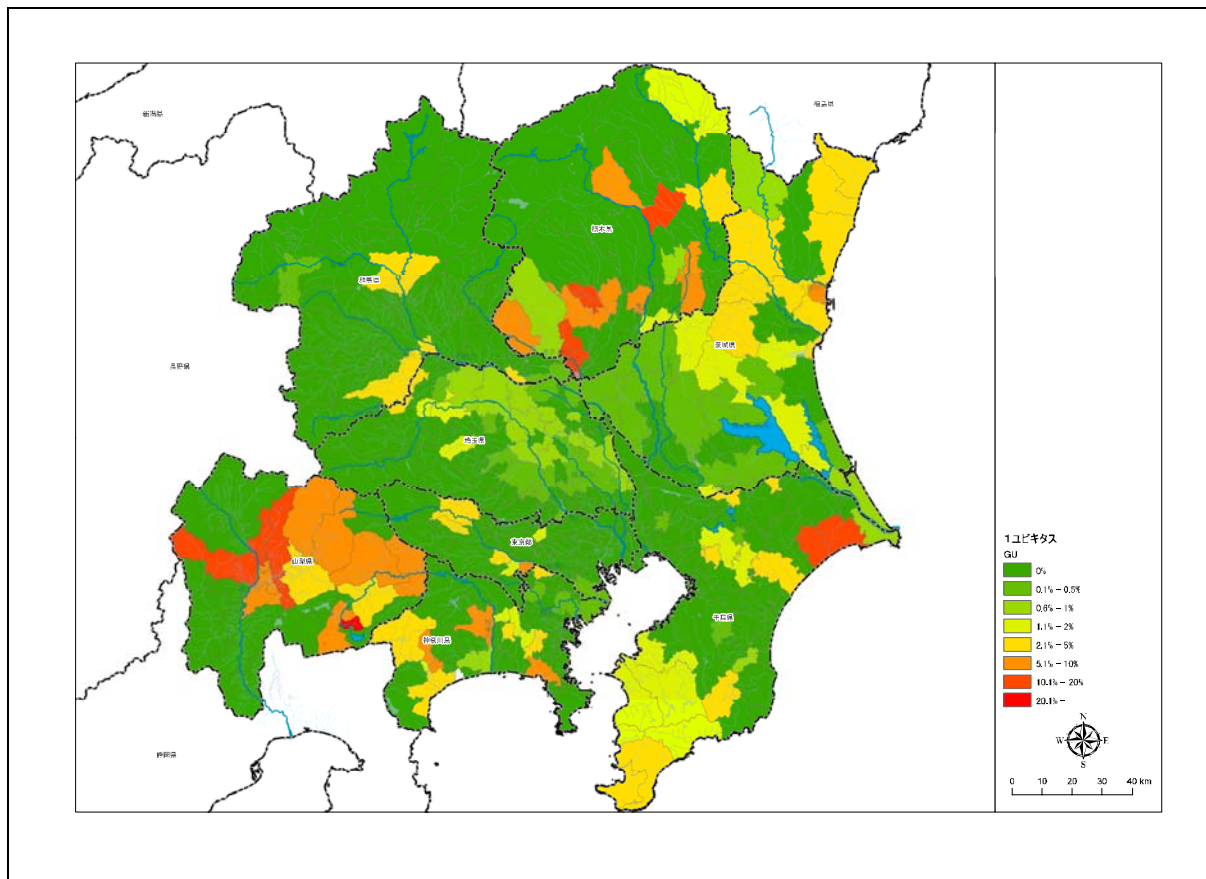 新潟県
福島県
栃木県
群馬県
茨城県
長野県
埼玉県
東京都
山梨県
千葉県
神奈川県
静岡県
1ユビキタス
GU
0%
0.1% - 0.5%
0.6% - 1%
1.1% - 2%
2.1% - 5%
5.1% - 10%
10.1% - 20%
20.1% -
N
W E
S
0 10 20 30 40 km